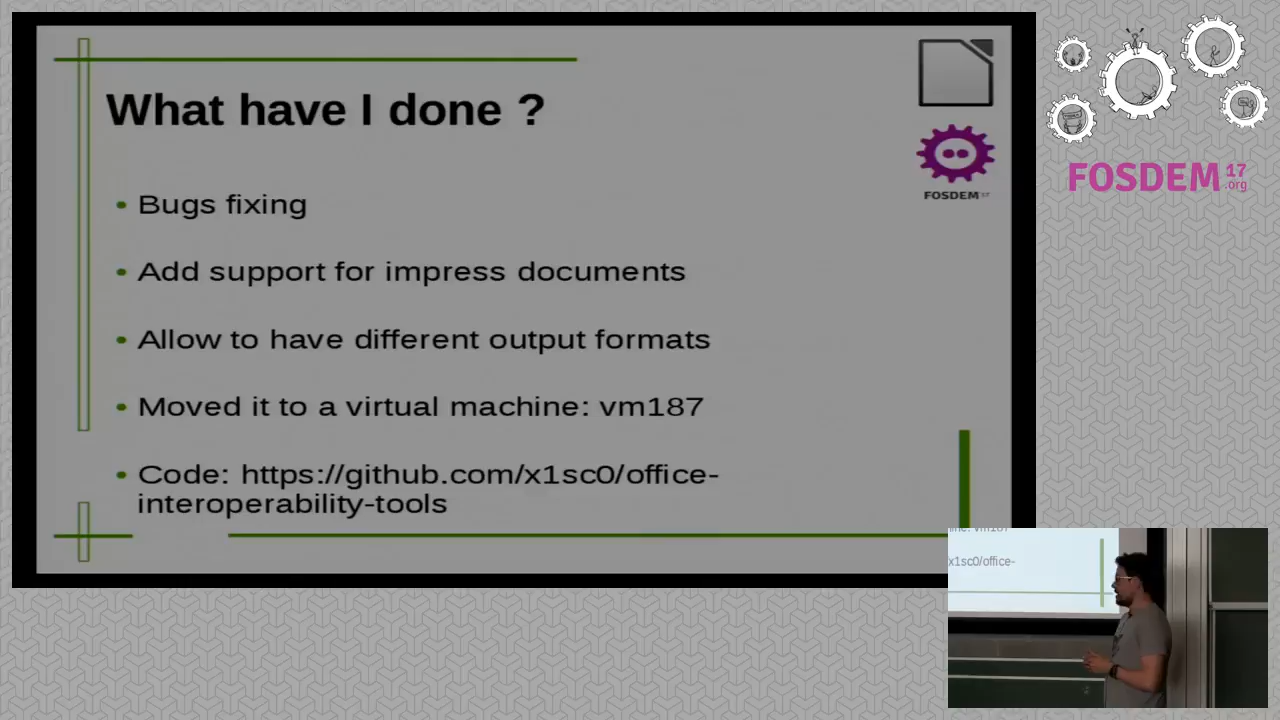 What have I done ?
FOSDEM 17
• Bugs fixing
• Add support for impress documents
• Allow to have different output formats
• Moved it to a virtual machine: vm187
• Code: https://github.com/x1sc0/office-
interoperability-tools
FOSDEM 17
.org
x1sc0/office-